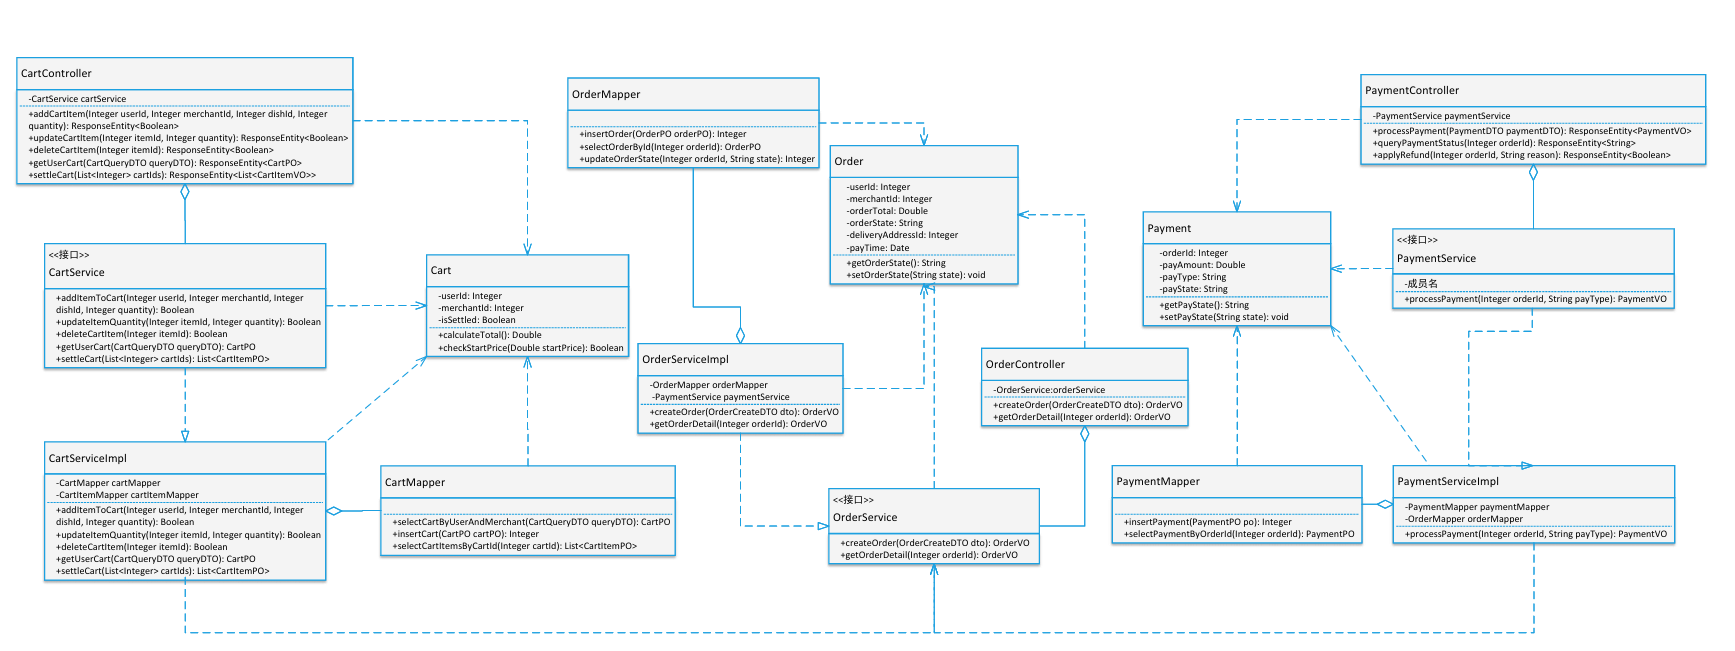 CartController
-CartService cartService
+addCartItem(Integer userId, Integer merchantId, Integer dishId, Integer
quantity): ResponseEntity<Boolean>
+updateCartItem(Integer itemId, Integer quantity): ResponseEntity<Boolean>
+deleteCartItem(Integer itemId): ResponseEntity<Boolean>
+getUserCart(CartQueryDTO queryDTO): ResponseEntity<CartPO>
+settleCart(List<Integer> cartIds): ResponseEntity<List<CartItemVO>>
<<接口>>
CartService
+addItemToCart(Integer userId, Integer merchantId, Integer
dishId, Integer quantity): Boolean
+updateItemQuantity(Integer itemId, Integer quantity): Boolean
+deleteCartItem(Integer itemId): Boolean
+getUserCart(CartQueryDTO queryDTO): CartPO
+settleCart(List<Integer> cartIds): List<CartItemPO>
CartServiceImpl
-CartMapper cartMapper
-CartItemMapper cartItemMapper
+addItemToCart(Integer userId, Integer merchantId, Integer
dishId, Integer quantity): Boolean
+updateItemQuantity(Integer itemId, Integer quantity): Boolean
+deleteCartItem(Integer itemId): Boolean
+getUserCart(CartQueryDTO queryDTO): CartPO
+settleCart(List<Integer> cartIds): List<CartItemPO>
Cart
-userId: Integer
-merchantId: Integer
-isSettled: Boolean
+calculateTotal(): Double
+checkStartPrice(Double startPrice): Boolean
CartMapper
+selectCartByUserAndMerchant(CartQueryDTO queryDTO): CartPO
+insertCart(CartPO cartPO): Integer
+selectCartItemsByCartId(Integer cartId): List<CartItemPO>
OrderMapper
+insertOrder(OrderPO orderPO): Integer
+selectOrderById(Integer orderId): OrderPO
+updateOrderState(Integer orderId, String state): Integer
Order
-userId: Integer
-merchantId: Integer
-orderTotal: Double
-orderState: String
-deliveryAddressId: Integer
-payTime: Date
+getOrderState(): String
+setOrderState(String state): void
OrderServiceImpl
-OrderMapper orderMapper
-PaymentService paymentService
+createOrder(OrderCreateDTO dto): OrderVO
+getOrderDetail(Integer orderId): OrderVO
OrderController
-OrderService:orderService
+createOrder(OrderCreateDTO dto): OrderVO
+getOrderDetail(Integer orderId): OrderVO
<<接口>>
OrderService
+createOrder(OrderCreateDTO dto): OrderVO
+getOrderDetail(Integer orderId): OrderVO
PaymentController
-PaymentService paymentService
+processPayment(PaymentDTO paymentDTO): ResponseEntity<PaymentVO>
+queryPaymentStatus(Integer orderId): ResponseEntity<String>
+applyRefund(Integer orderId, String reason): ResponseEntity<Boolean>
Payment
-orderId: Integer
-payAmount: Double
-payType: String
-payState: String
+getPayState(): String
+setPayState(String state): void
<<接口>>
PaymentService
-成员名
+processPayment(Integer orderId, String payType): PaymentVO
PaymentMapper
+insertPayment(PaymentPO po): Integer
+selectPaymentByOrderId(Integer orderId): PaymentPO
PaymentServiceImpl
-PaymentMapper paymentMapper
-OrderMapper orderMapper
+processPayment(Integer orderId, String payType): PaymentVO